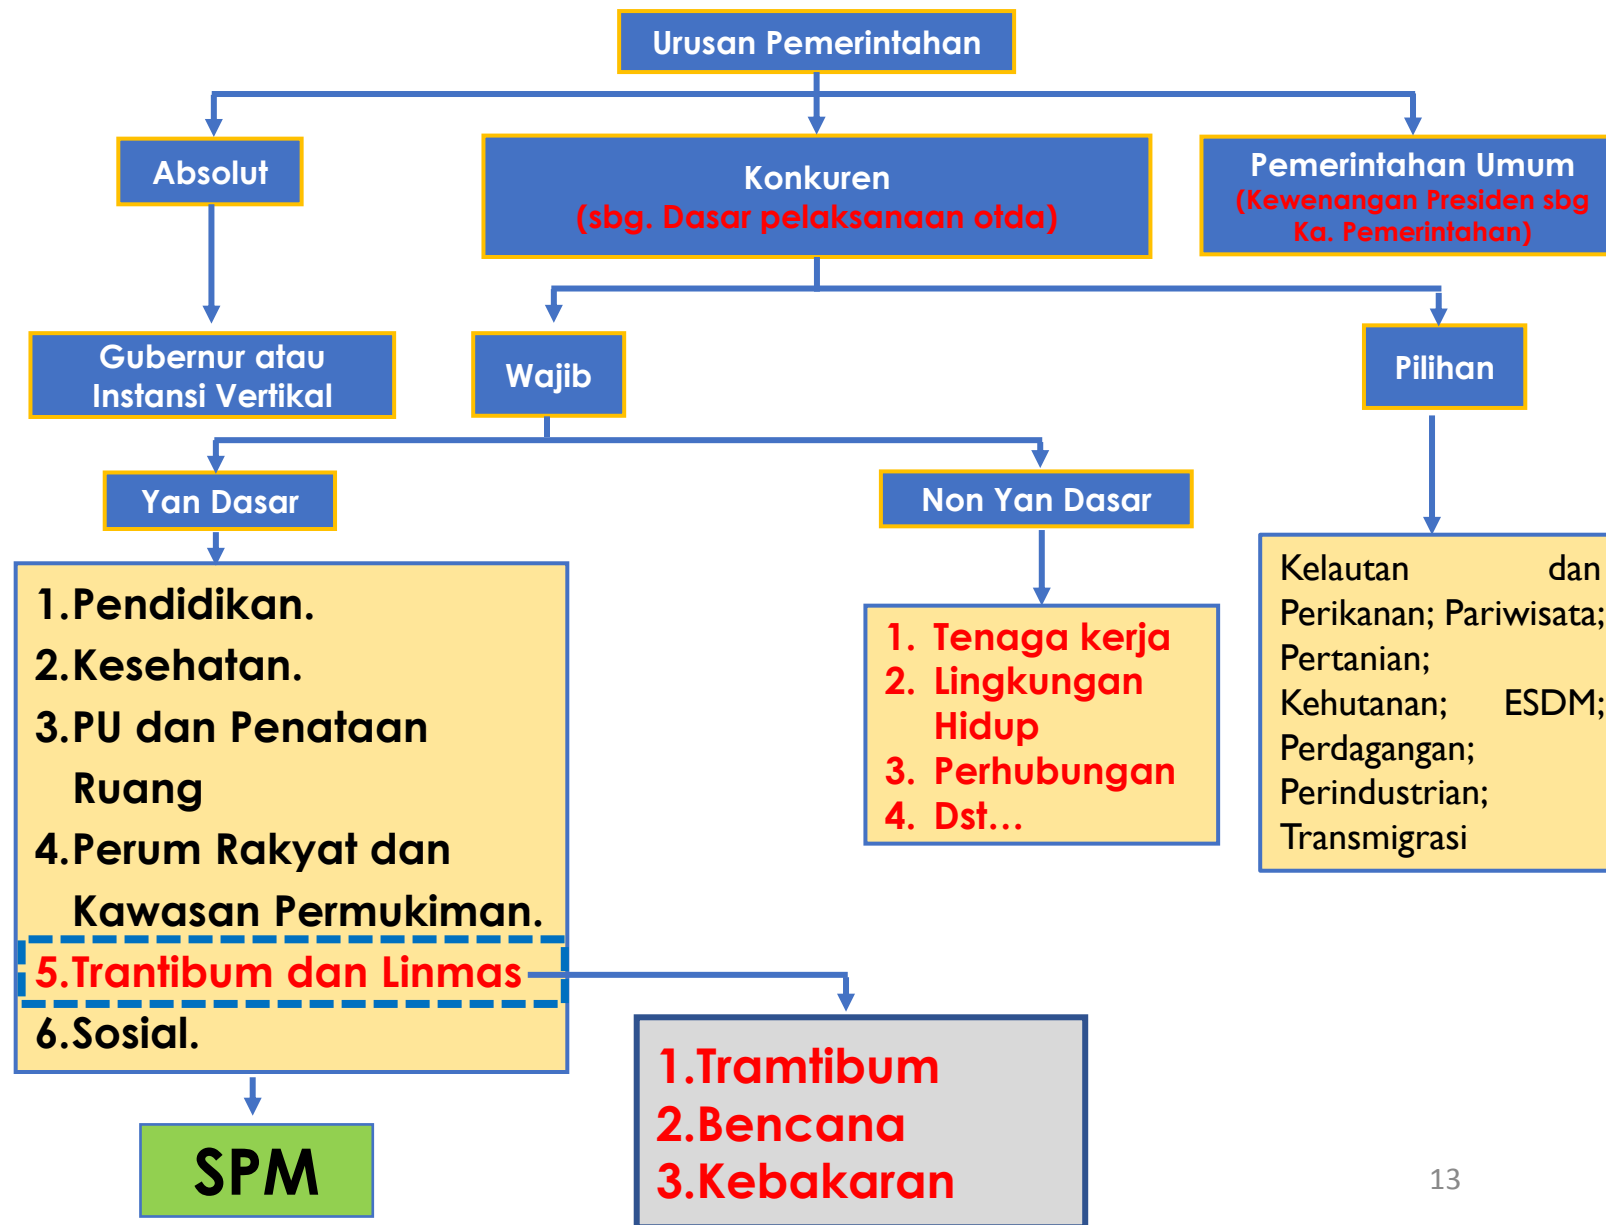 Urusan Pemerintahan
Absolut
Konkuren
(sbg. Dasar pelaksanaan otda)
Pemerintahan Umum
(Kewenangan Presiden sbg
Ka. Pemerintahan)
Gubernur atau
Instansi Vertikal
Wajib
Pilihan
Yan Dasar
Non Yan Dasar
1.Pendidikan.
2.Kesehatan.
3.PU dan Penataan
Ruang
4.Perum Rakyat dan
Kawasan Permukiman.
5.Trantibum dan Linmas
6.Sosial.
1. Tenaga kerja
2. Lingkungan
Hidup
3. Perhubungan
4. Dst...
Kelautan dan
Perikanan; Pariwisata;
Pertanian;
Kehutanan; ESDM;
Perdagangan;
Perindustrian;
Transmigrasi
SPM
1.Tramtibum
2.Bencana
3.Kebakaran
13